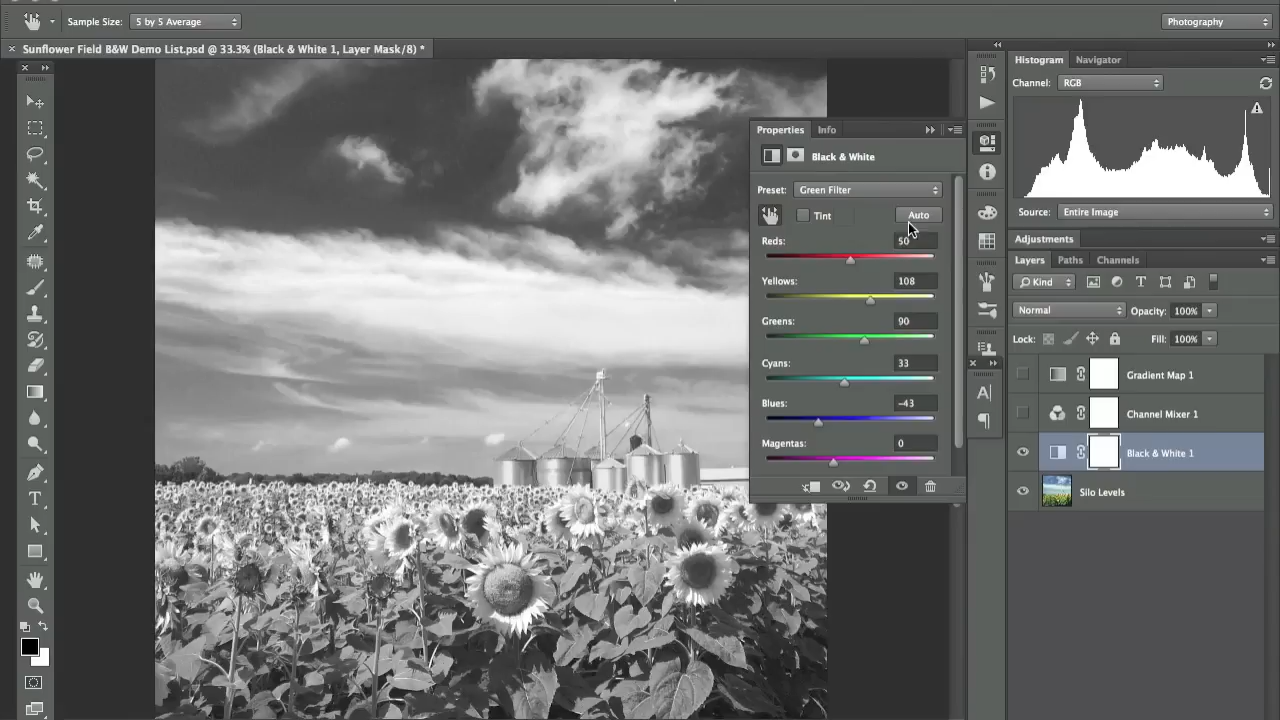 Sample Size: 5 by 5 Average
Photography
Sunflower Field B&W Demo List.psd @ 33.3% (Black & White 1, Layer Mask/8) *
Histogram Navigator
Channel: RGB
Source: Entire Image
Properties Info
Black & White
Preset: Green Filter
Tint Auto
Reds: 50
Yellows: 108
Greens: 90
Cyans: 33
Blues: -43
Magentas: 0
Adjustments
Layers Paths Channels
Kind
Normal Opacity: 100%
Lock: Fill: 100%
Gradient Map 1
Channel Mixer 1
Black & White 1
Silo Levels